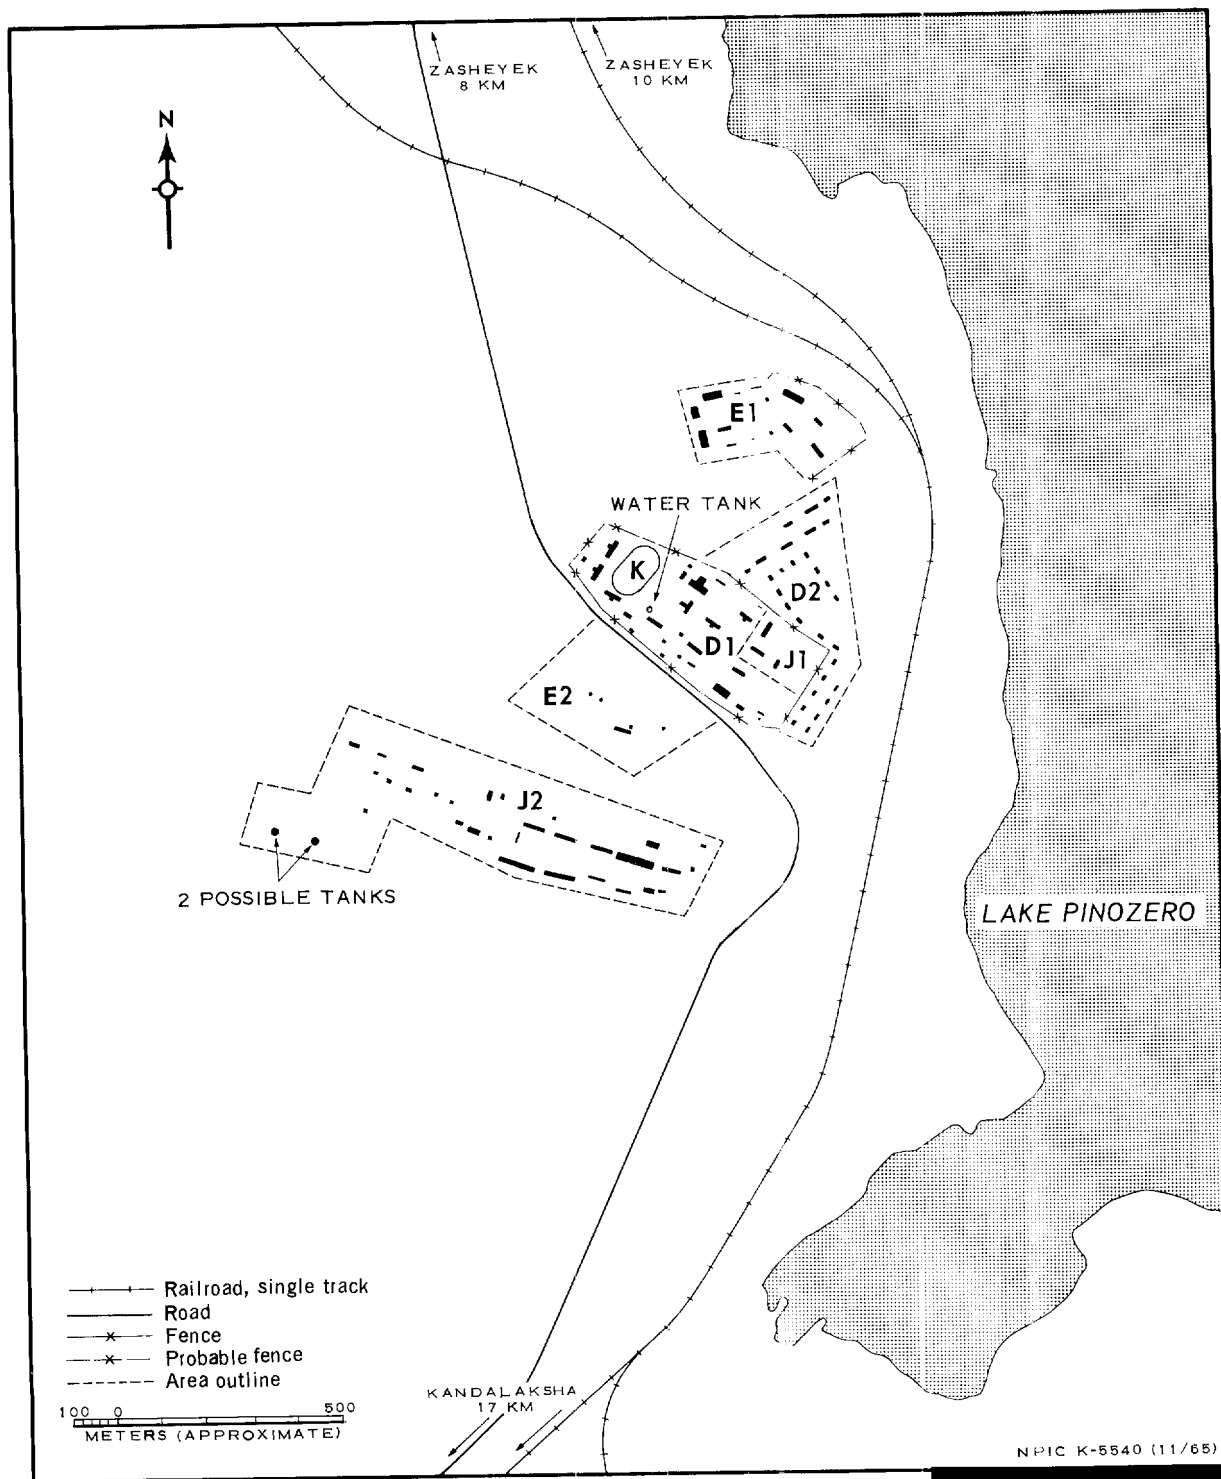 ZASHEYEK
8 KM
ZASHEYEK
10 KM
N
E1
WATER TANK
K
D2
D1
J1
E2
J2
2 POSSIBLE TANKS
LAKE PINOZERO
Railroad, single track
Road
Fence
Probable fence
Area outline
100 0 500
METERS (APPROXIMATE)
KANDALAKSHA
17 KM
NPIC K-5540 (11/65)